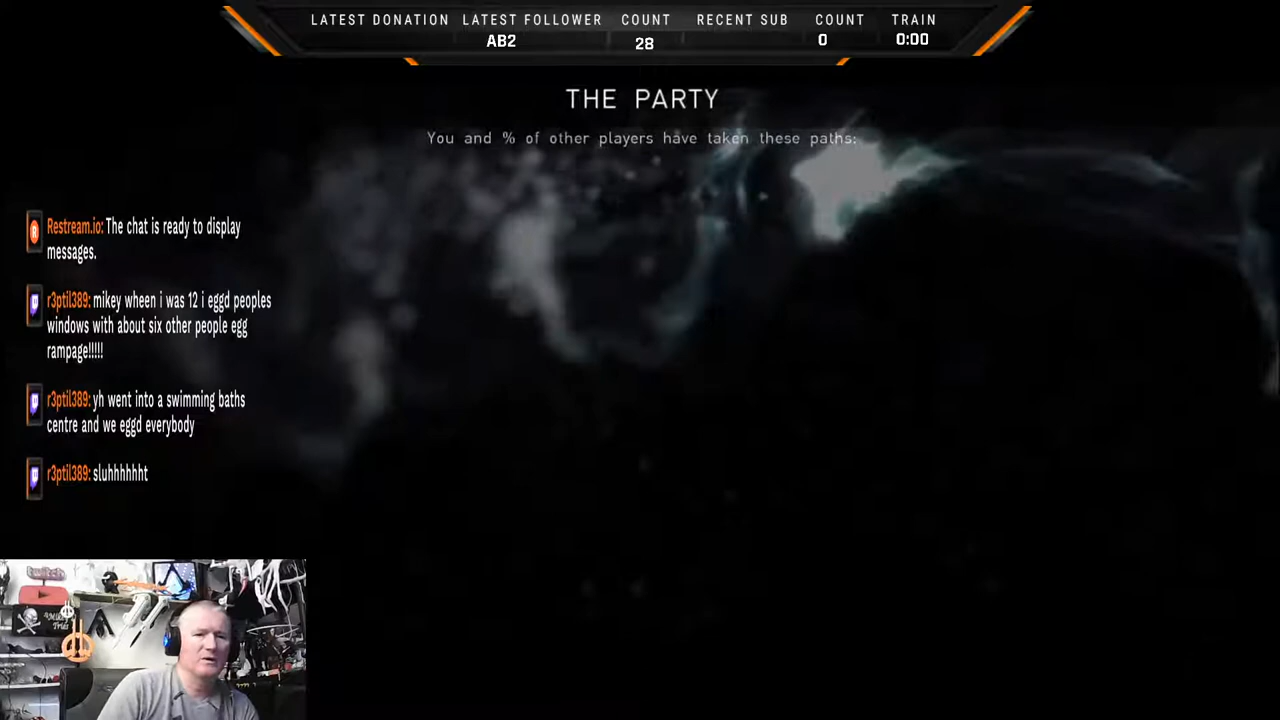 LATEST DONATION LATEST FOLLOWER COUNT RECENT SUB COUNT TRAIN
AB2 28 0 0:00
THE PARTY
You and % of other players have taken these paths:
Restream.io: The chat is ready to display
messages.
r3ptil389: mikey wheen i was 12 i eggd peoples
windows with about six other people egg
rampage!!!!!
r3ptil389: yh went into a swimming baths
centre and we eggd everybody
r3ptil389: sluhhhhhht
twitch